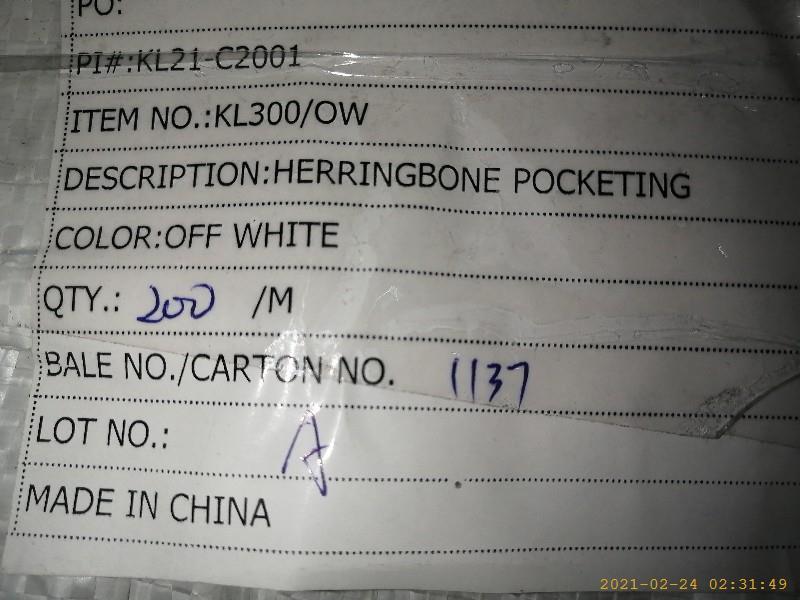 PO:
PI#:KL21-C2001
ITEM NO.:KL300/OW
DESCRIPTION:HERRINGBONE POCKETING
COLOR:OFF WHITE
QTY.: 200 /M
BALE NO./CARTON NO. 1137
LOT NO.: A
MADE IN CHINA
2021-02-24 02:31:49